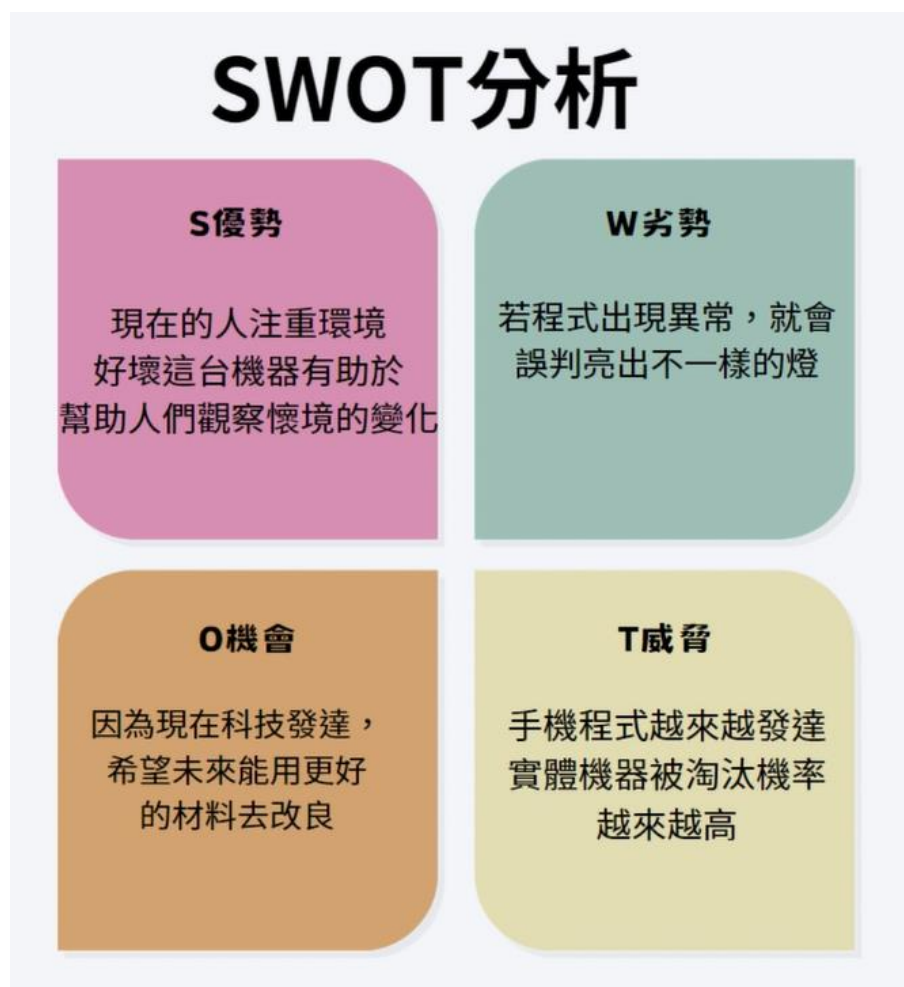 SWOT分析
S優勢
現在的人注重環境
好壞這台機器有助於
幫助人們觀察懷境的變化
W劣勢
若程式出現異常，就會
誤判亮出不一樣的燈
O機會
因為現在科技發達，
希望未來能用更好
的材料去改良
T威脅
手機程式越來越發達
實體機器被淘汰機率
越來越高